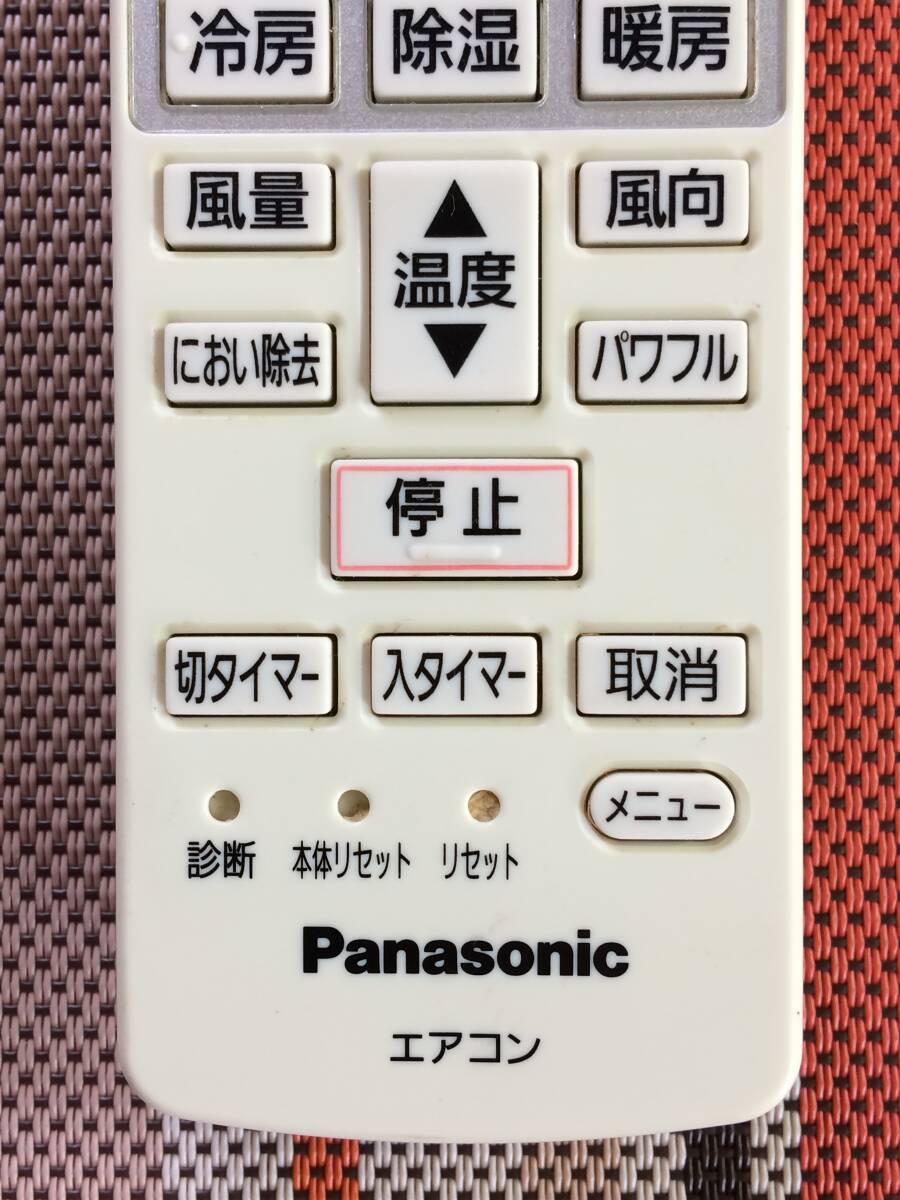 冷房 除湿 暖房
風量 ▲ 風向
温度
におい除去 ▼ パワフル
停止
切タイマー 入タイマー 取消
メニュー
診断 本体リセット リセット
Panasonic
エアコン